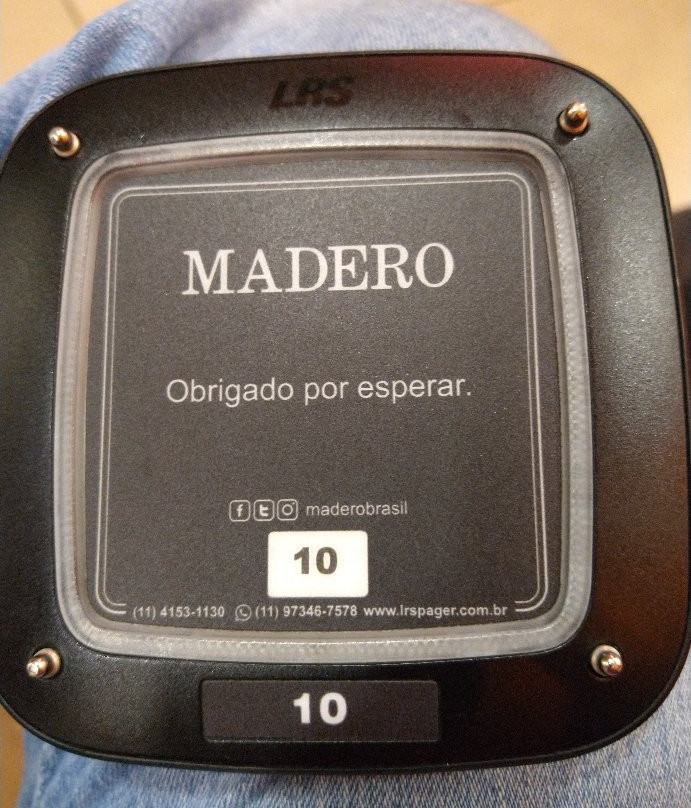 LRS
MADERO
Obrigado por esperar.
maderobrasil
10
(11) 4153-1130 (11) 97346-7578 www.lrspager.com.br
10